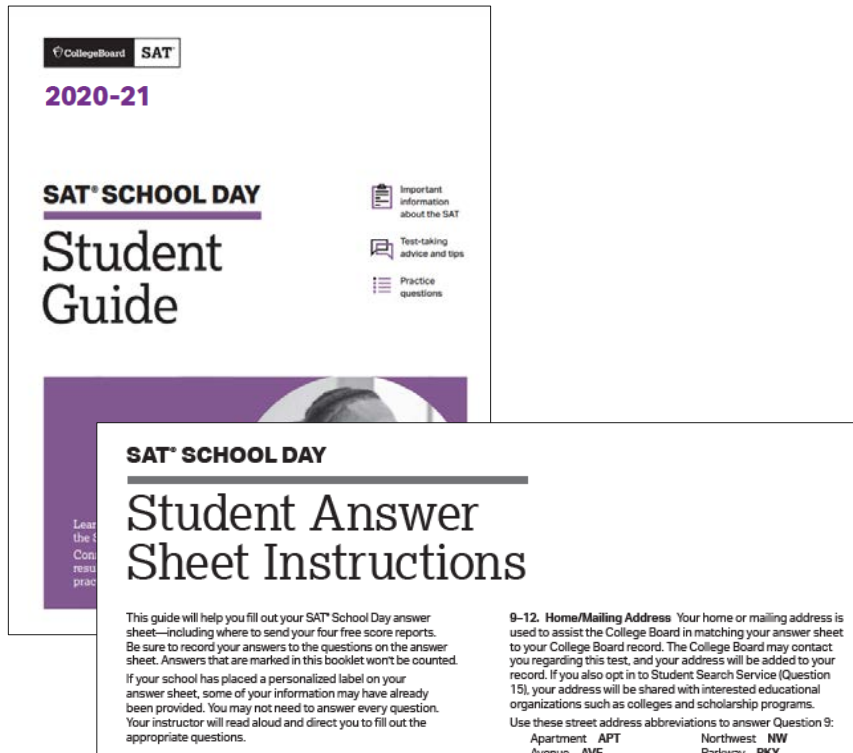 CollegeBoard SAT
2020-21
SAT® SCHOOL DAY
Student
Guide
Important
information
about the SAT
Test-taking
advice and tips
Practice
questions
SAT® SCHOOL DAY
Student Answer
Sheet Instructions
This guide will help you fill out your SAT® School Day answer
sheet—including where to send your four free score reports.
Be sure to record your answers to the questions on the answer
sheet. Answers that are marked in this booklet won't be counted.
If your school has placed a personalized label on your
answer sheet, some of your information may have already
been provided. You may not need to answer every question.
Your instructor will read aloud and direct you to fill out the
appropriate questions.
9–12. Home/Mailing Address Your home or mailing address is
used to assist the College Board in matching your answer sheet
to your College Board record. The College Board may contact
you regarding this test, and your address will be added to your
record. If you also opt in to Student Search Service (Question
15), your address will be shared with interested educational
organizations such as colleges and scholarship programs.
Use these street address abbreviations to answer Question 9:
Apartment APT Northwest NW
Avenue AVE Parkway PKY